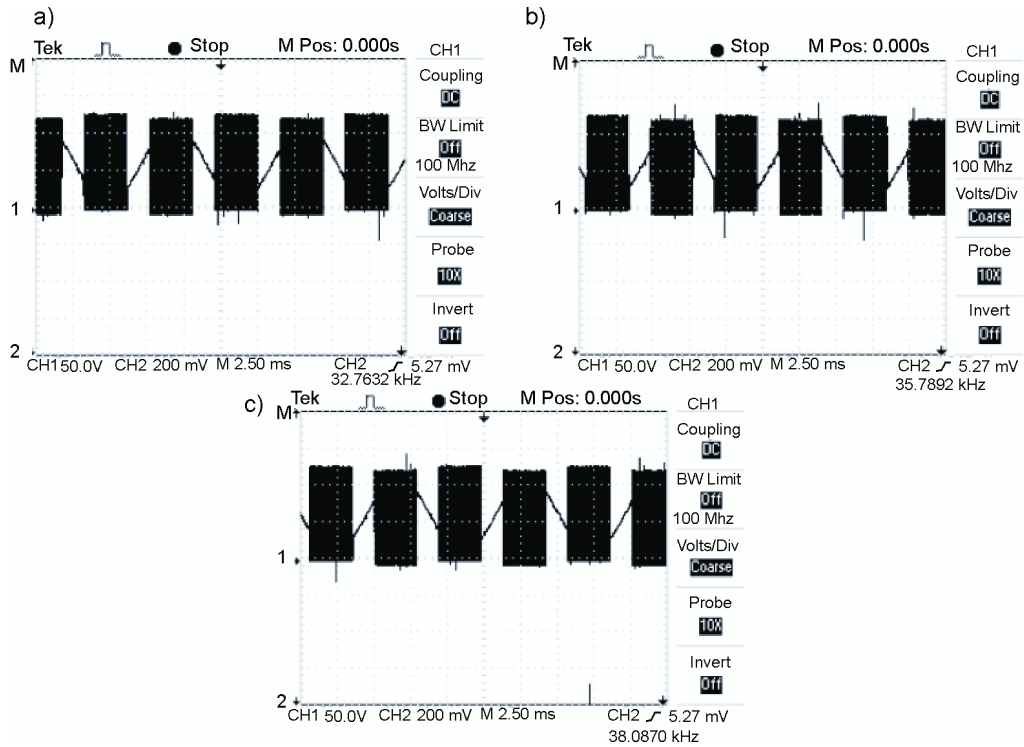 a)
Tek Stop M Pos: 0.000s CH1
M
Coupling
DC
BW Limit
Off
100 Mhz
Volts/Div
1
Coarse
Probe
10X
Invert
Off
2
CH1 50.0V CH2 200 mV M 2.50 ms CH2 5.27 mV
32.7632 kHz
b)
Tek Stop M Pos: 0.000s CH1
M
Coupling
DC
BW Limit
Off
100 Mhz
Volts/Div
1
Coarse
Probe
10X
Invert
Off
2
CH1 50.0V CH2 200 mV M 2.50 ms CH2 5.27 mV
35.7892 kHz
c)
Tek Stop M Pos: 0.000s CH1
M
Coupling
DC
BW Limit
Off
100 Mhz
Volts/Div
1
Coarse
Probe
10X
Invert
Off
2
CH1 50.0V CH2 200 mV M 2.50 ms CH2 5.27 mV
38.0870 kHz